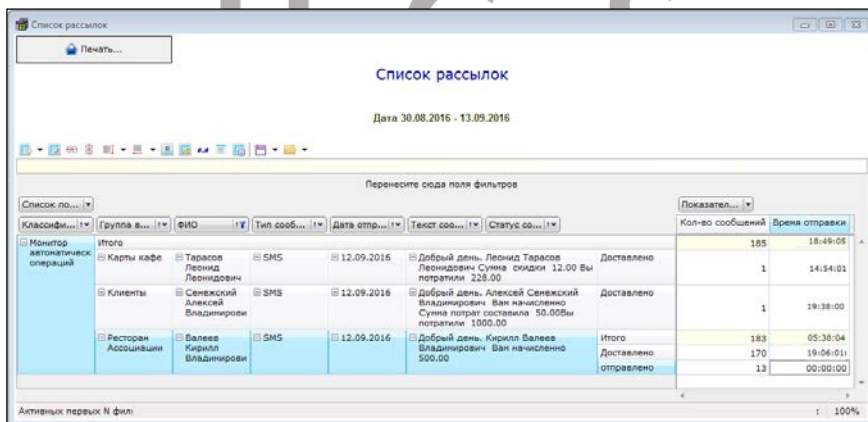 Список рассылок
Печать...
Список рассылок
Дата 30.08.2016 - 13.09.2016
Перенесите сюда поля фильтров
Список по... Показател...
Классифи... Группа в... ФИО Тип сооб... Дата отпр... Текст соо... Статус со... Кол-во сообщений Время отправки
Монитор автоматическ операций Итого 185 18:49:05
Карты кафе Тарасов Леонид Леонидович SMS 12.09.2016 Добрый день. Леонид Тарасов Леонидович Сумма скидки 12.00 Вы потратили 228.00 Доставлено 1 14:54:01
Клиенты Сенежский Алексей Владимирови SMS 12.09.2016 Добрый день. Алексей Сенежский Владимирович Вам начисленно Сумма потрат составила 50.00Вы потратили 1000.00 Доставлено 1 19:38:00
Ресторан Ассоциации Валеев Кирилл Владимирови SMS 12.09.2016 Добрый день. Кирилл Валеев Владимирович Вам начисленно 500.00 Итого 183 05:38:04
Доставлено 170 19:06:01
отправлено 13 00:00:00
Активных первых N фил
100%